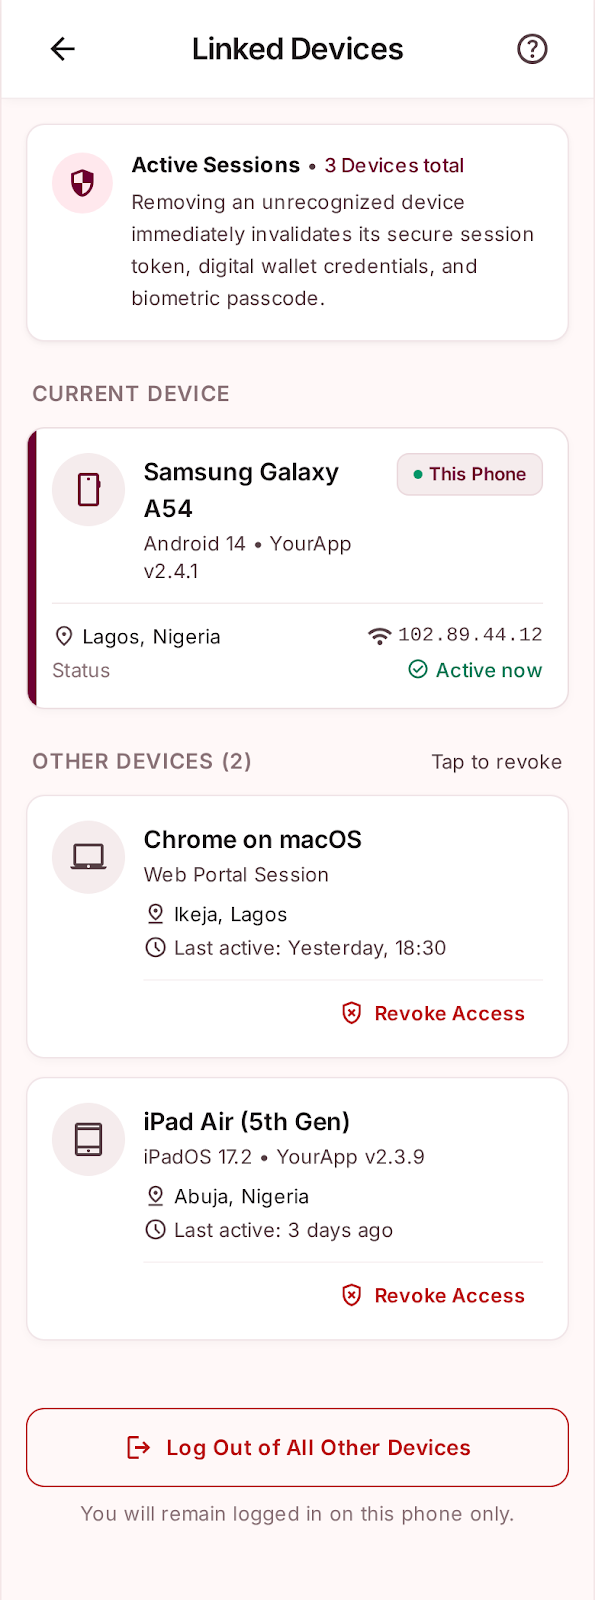 Linked Devices
Active Sessions • 3 Devices total
Removing an unrecognized device
immediately invalidates its secure session
token, digital wallet credentials, and
biometric passcode.
CURRENT DEVICE
Samsung Galaxy
A54
This Phone
Android 14 • YourApp
v2.4.1
Lagos, Nigeria
102.89.44.12
Status
Active now
OTHER DEVICES (2)
Tap to revoke
Chrome on macOS
Web Portal Session
Ikeja, Lagos
Last active: Yesterday, 18:30
Revoke Access
iPad Air (5th Gen)
iPadOS 17.2 • YourApp v2.3.9
Abuja, Nigeria
Last active: 3 days ago
Revoke Access
Log Out of All Other Devices
You will remain logged in on this phone only.